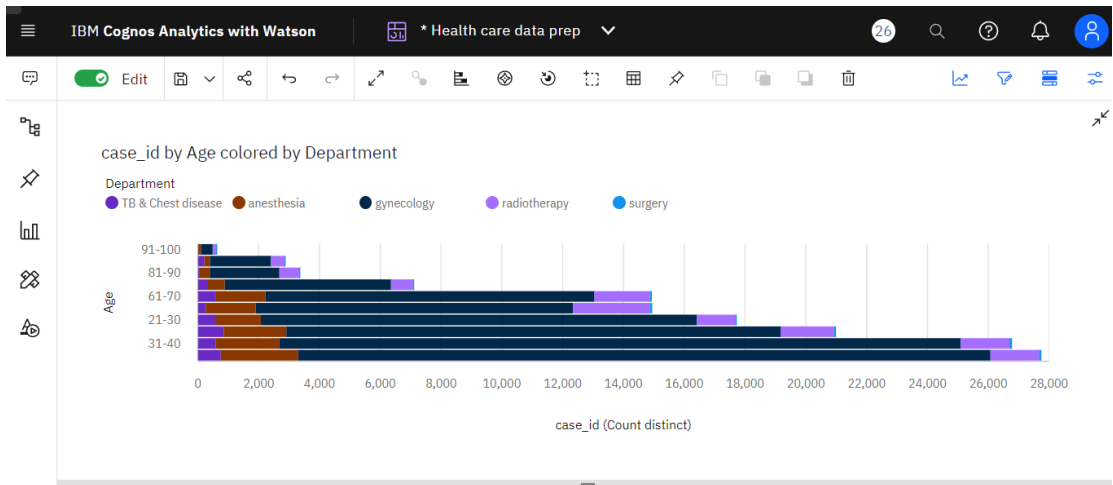 IBM Cognos Analytics with Watson
* Health care data prep
26
Edit
case_id by Age colored by Department
Department
TB & Chest disease anesthesia gynecology radiotherapy surgery
91-100
81-90
61-70
21-30
31-40
Age
0 2,000 4,000 6,000 8,000 10,000 12,000 14,000 16,000 18,000 20,000 22,000 24,000 26,000 28,000
case_id (Count distinct)